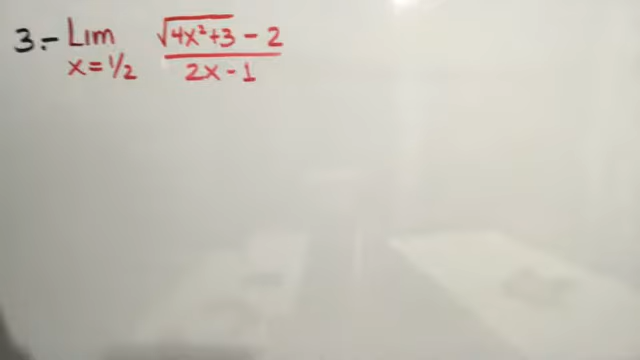 3.- Lim √4x²+3 - 2
x = 1/2 2x - 1